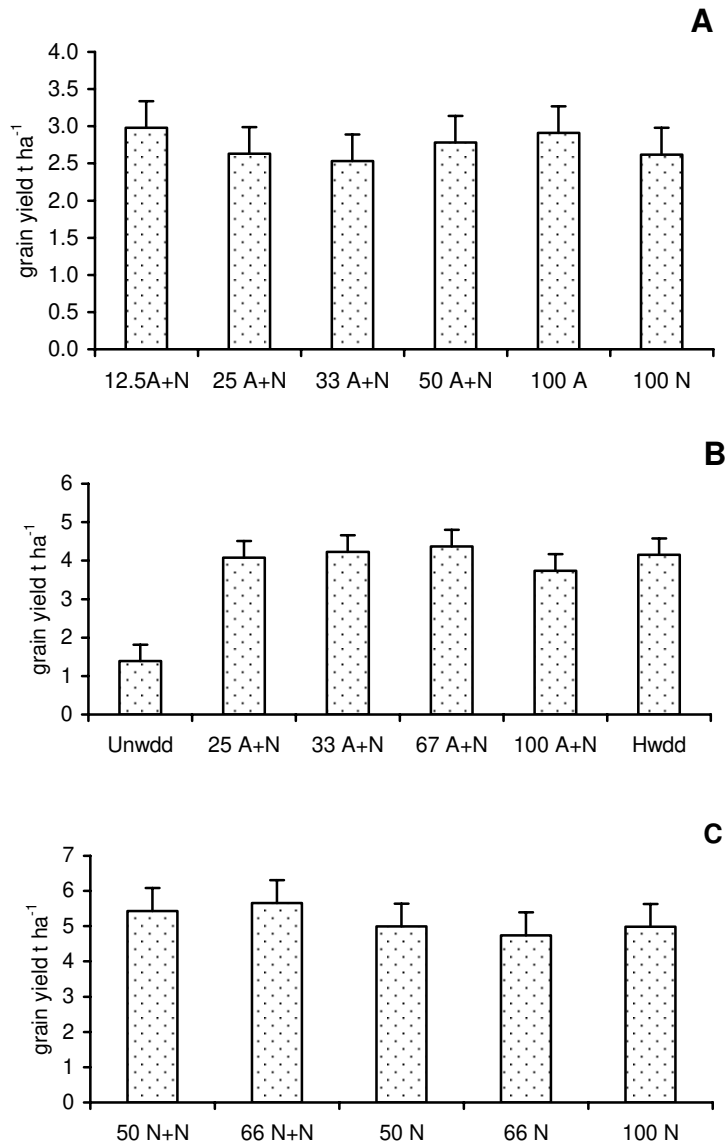 A
grain yield t ha⁻¹
4.0
3.5
3.0
2.5
2.0
1.5
1.0
0.5
0.0
12.5A+N 25 A+N 33 A+N 50 A+N 100 A 100 N
B
grain yield t ha⁻¹
6
5
4
3
2
1
0
Unwdd 25 A+N 33 A+N 67 A+N 100 A+N Hwdd
C
grain yield t ha⁻¹
7
6
5
4
3
2
1
0
50 N+N 66 N+N 50 N 66 N 100 N